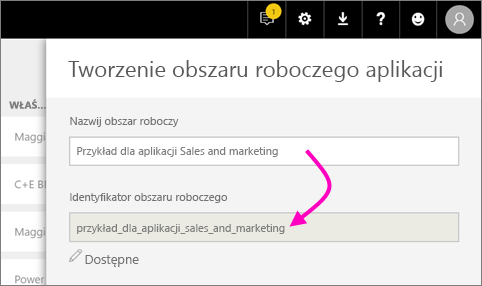 1
?
Tworzenie obszaru roboczego aplikacji
WŁAŚ...
Nazwij obszar roboczy
Maggi
Przykład dla aplikacji Sales and marketing
C+E BI
Identyfikator obszaru roboczego
Maggi
przykład_dla_aplikacji_sales_and_marketing
Dostępne
Power